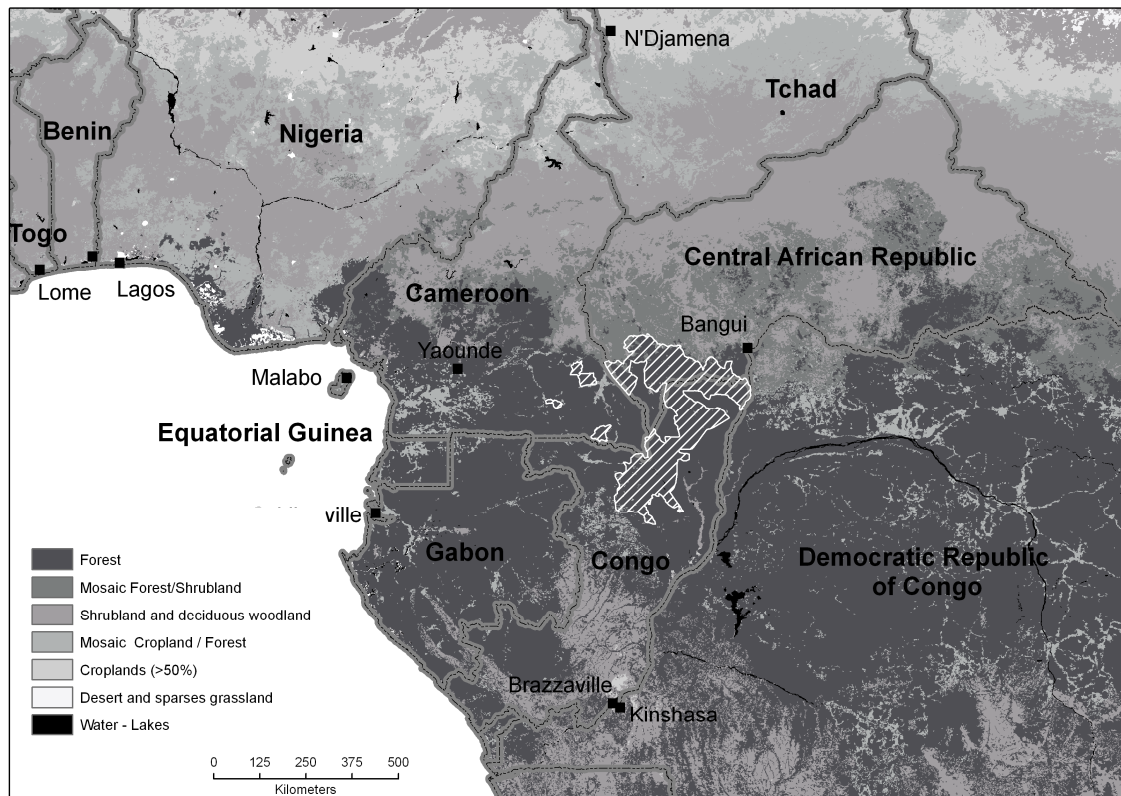 N'Djamena
Tchad
Benin
Nigeria
Togo
Central African Republic
Lome
Lagos
Cameroon
Bangui
Yaounde
Malabo
Equatorial Guinea
ville
Gabon
Congo
Democratic Republic
of Congo
Forest
Mosaic Forest/Shrubland
Shrubland and deciduous woodland
Mosaic Cropland / Forest
Croplands (>50%)
Desert and sparses grassland
Water - Lakes
Brazzaville
Kinshasa
0 125 250 375 500
Kilometers